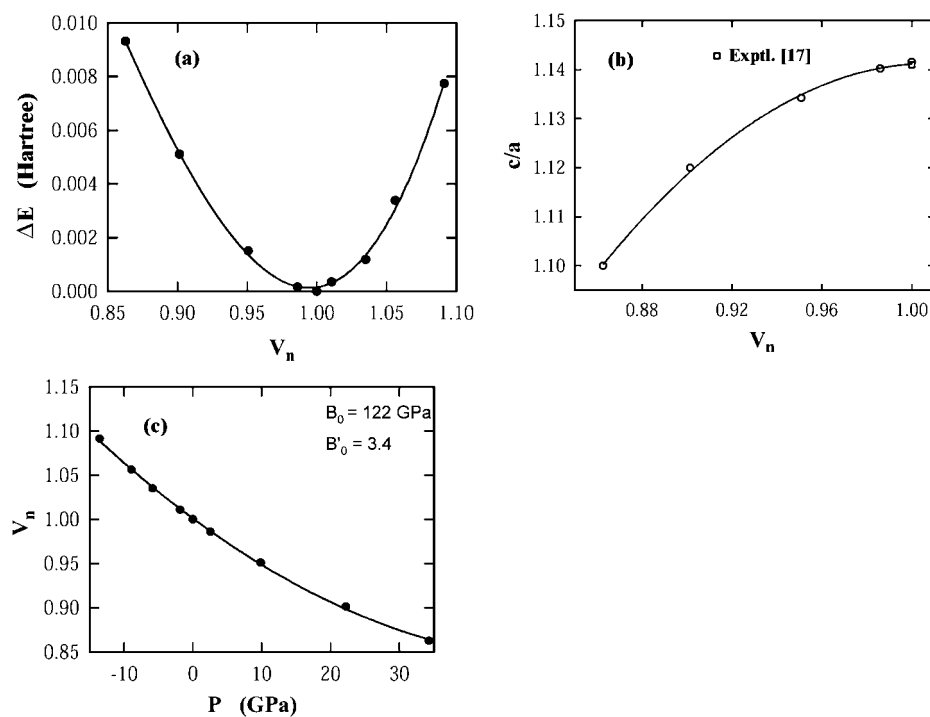 0.010
0.008
0.006
0.004
0.002
0.000
ΔE (Hartree)
(a)
0.85 0.90 0.95 1.00 1.05 1.10
Vn
1.15
1.14
1.13
1.12
1.11
1.10
c/a
(b)
Exptl. [17]
0.88 0.92 0.96 1.00
Vn
1.15
1.10
1.05
1.00
0.95
0.90
0.85
Vn
(c)
B0 = 122 GPa
B'0 = 3.4
-10 0 10 20 30
P (GPa)